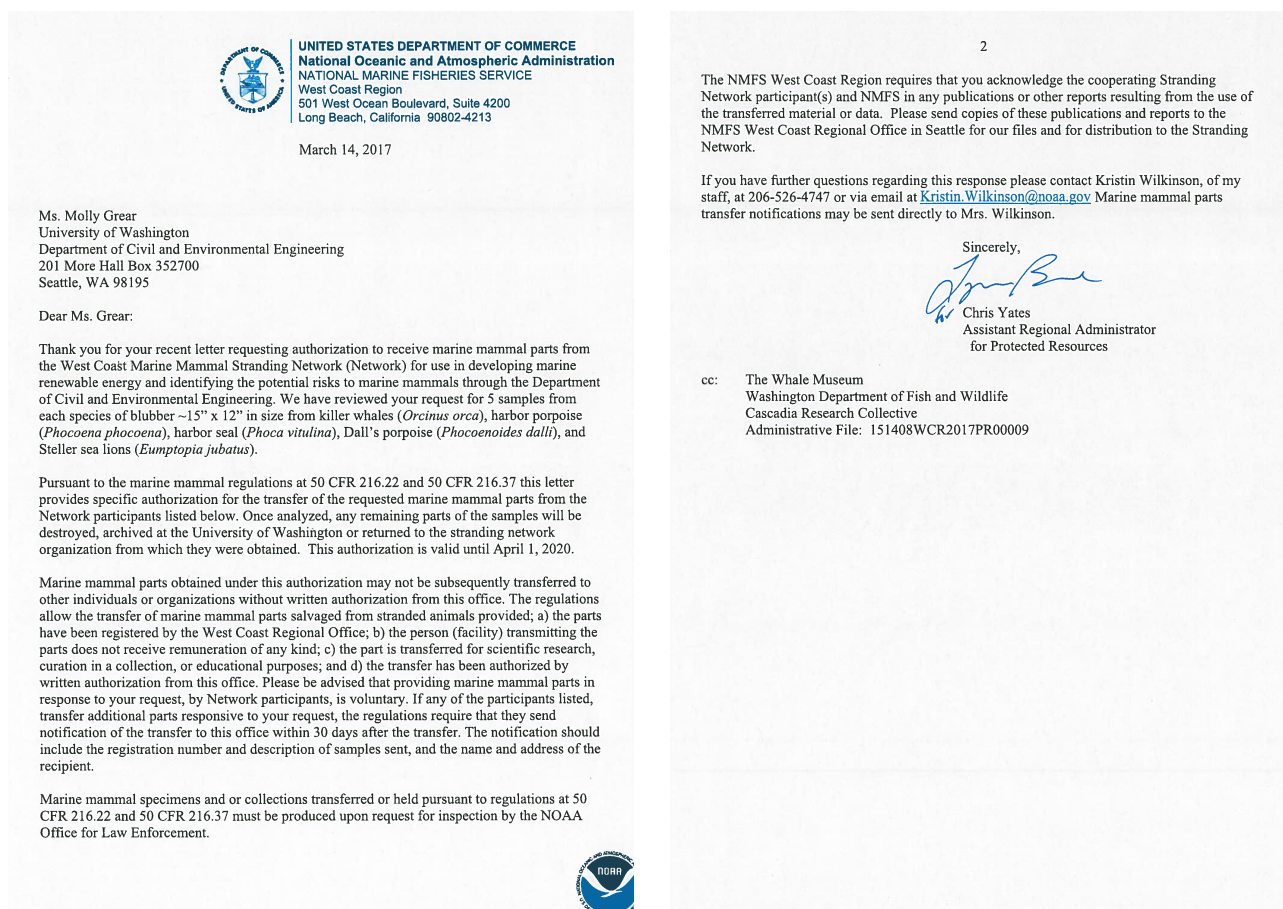 UNITED STATES DEPARTMENT OF COMMERCE
National Oceanic and Atmospheric Administration
NATIONAL MARINE FISHERIES SERVICE
West Coast Region
501 West Ocean Boulevard, Suite 4200
Long Beach, California 90802-4213
DEPARTMENT OF COMMERCE
UNITED STATES OF AMERICA
March 14, 2017
Ms. Molly Grear
University of Washington
Department of Civil and Environmental Engineering
201 More Hall Box 352700
Seattle, WA 98195
Dear Ms. Grear:
Thank you for your recent letter requesting authorization to receive marine mammal parts from
the West Coast Marine Mammal Stranding Network (Network) for use in developing marine
renewable energy and identifying the potential risks to marine mammals through the Department
of Civil and Environmental Engineering. We have reviewed your request for 5 samples from
each species of blubber ~15” x 12” in size from killer whales (Orcinus orca), harbor porpoise
(Phocoena phocoena), harbor seal (Phoca vitulina), Dall's porpoise (Phocoenoides dalli), and
Steller sea lions (Eumptopia jubatus).
Pursuant to the marine mammal regulations at 50 CFR 216.22 and 50 CFR 216.37 this letter
provides specific authorization for the transfer of the requested marine mammal parts from the
Network participants listed below. Once analyzed, any remaining parts of the samples will be
destroyed, archived at the University of Washington or returned to the stranding network
organization from which they were obtained. This authorization is valid until April 1, 2020.
Marine mammal parts obtained under this authorization may not be subsequently transferred to
other individuals or organizations without written authorization from this office. The regulations
allow the transfer of marine mammal parts salvaged from stranded animals provided; a) the parts
have been registered by the West Coast Regional Office; b) the person (facility) transmitting the
parts does not receive remuneration of any kind; c) the part is transferred for scientific research,
curation in a collection, or educational purposes; and d) the transfer has been authorized by
written authorization from this office. Please be advised that providing marine mammal parts in
response to your request, by Network participants, is voluntary. If any of the participants listed,
transfer additional parts responsive to your request, the regulations require that they send
notification of the transfer to this office within 30 days after the transfer. The notification should
include the registration number and description of samples sent, and the name and address of the
recipient.
Marine mammal specimens and or collections transferred or held pursuant to regulations at 50
CFR 216.22 and 50 CFR 216.37 must be produced upon request for inspection by the NOAA
Office for Law Enforcement.
NOAA
2
The NMFS West Coast Region requires that you acknowledge the cooperating Stranding
Network participant(s) and NMFS in any publications or other reports resulting from the use of
the transferred material or data. Please send copies of these publications and reports to the
NMFS West Coast Regional Office in Seattle for our files and for distribution to the Stranding
Network.
If you have further questions regarding this response please contact Kristin Wilkinson, of my
staff, at 206-526-4747 or via email at Kristin.Wilkinson@noaa.gov Marine mammal parts
transfer notifications may be sent directly to Mrs. Wilkinson.
Sincerely,
for Chris Yates
Assistant Regional Administrator
for Protected Resources
cc: The Whale Museum
Washington Department of Fish and Wildlife
Cascadia Research Collective
Administrative File: 151408WCR2017PR00009